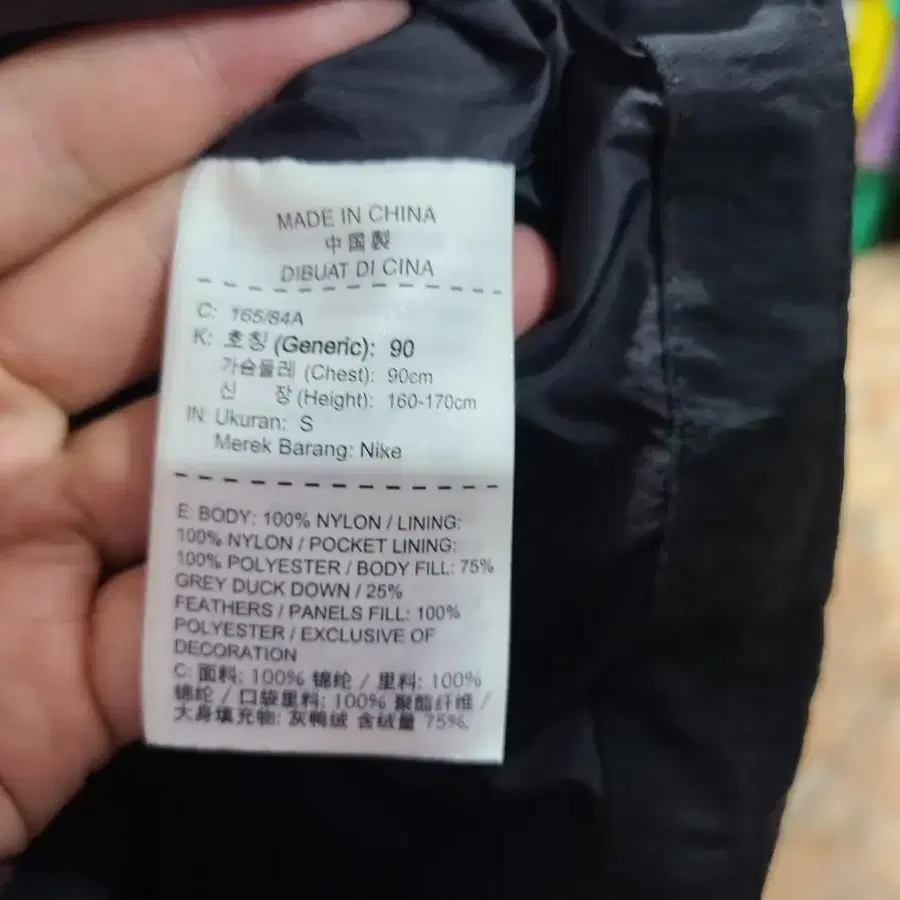 MADE IN CHINA
中国製
DIBUAT DI CINA
C: 165/84A
K: 호칭 (Generic): 90
가슴둘레 (Chest): 90cm
신 장 (Height): 160-170cm
IN: Ukuran: S
Merek Barang: Nike
E: BODY: 100% NYLON / LINING:
100% NYLON / POCKET LINING:
100% POLYESTER / BODY FILL: 75%
GREY DUCK DOWN / 25%
FEATHERS / PANELS FILL: 100%
POLYESTER / EXCLUSIVE OF
DECORATION
C: 面料: 100% 锦纶 / 里料: 100%
锦纶 / 口袋里料: 100% 聚酯纤维 /
大身填充物: 灰鸭绒 含绒量 75%,